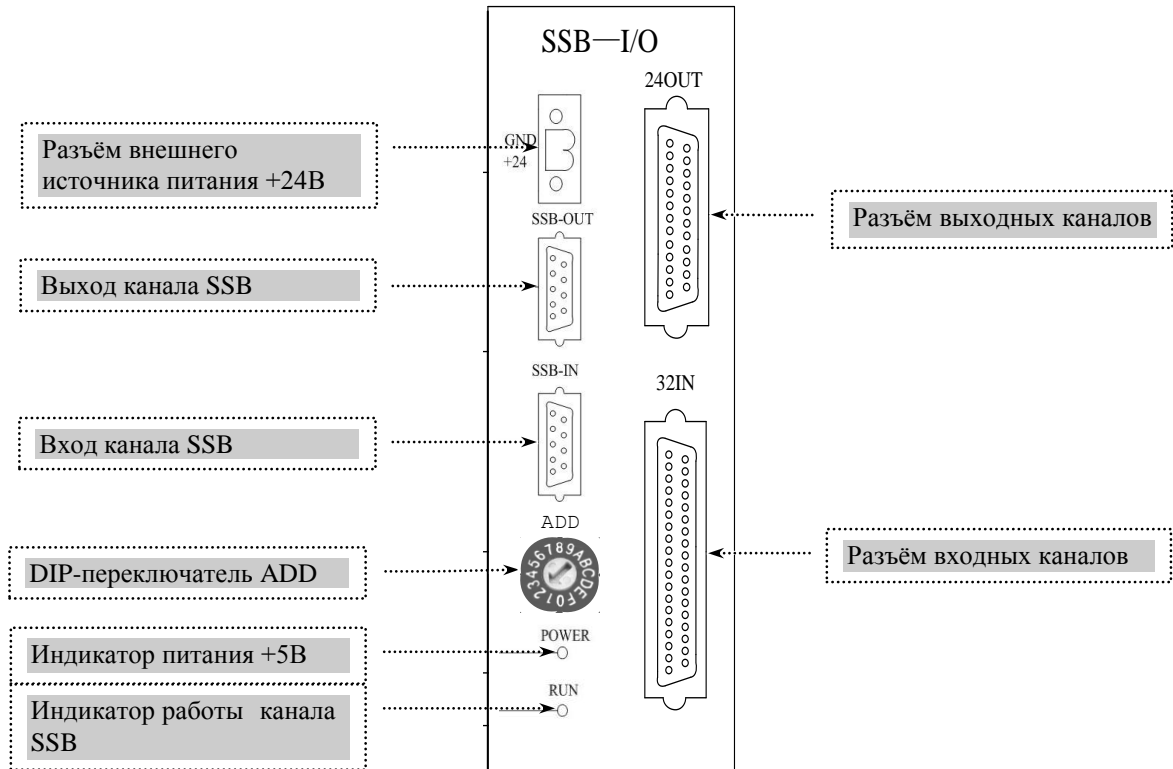 SSB—I/O
24OUT
GND
+24
Разъём внешнего
источника питания +24В
SSB-OUT
Разъём выходных каналов
Выход канала SSB
SSB-IN
32IN
Вход канала SSB
ADD
0123456789ABCDEF
DIP-переключатель ADD
Разъём входных каналов
POWER
Индикатор питания +5В
RUN
Индикатор работы канала
SSB